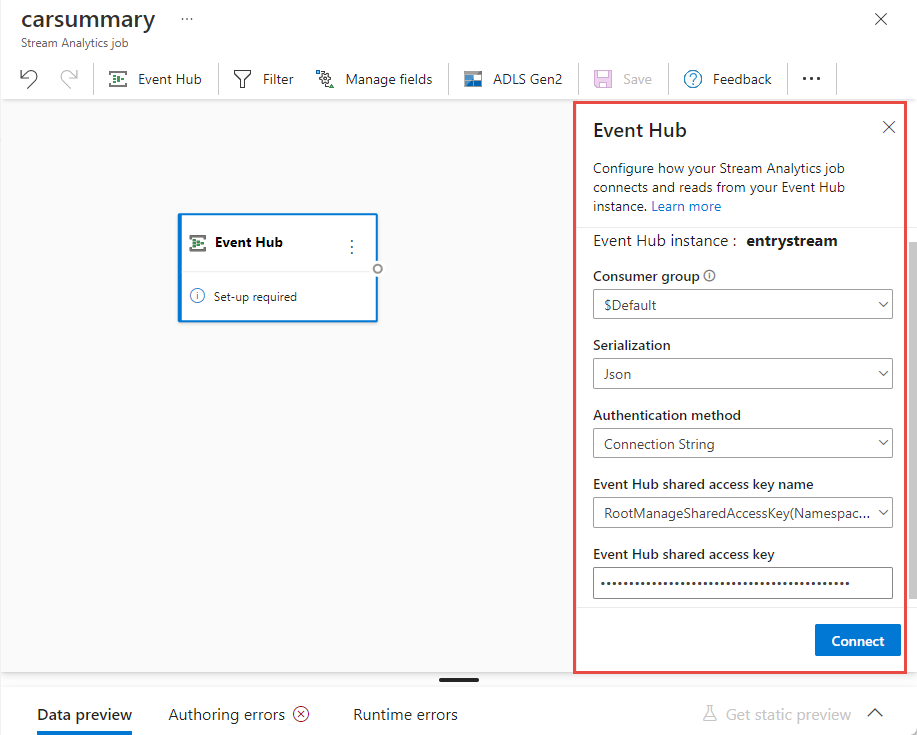 carsummary ...
Stream Analytics job
Event Hub Filter Manage fields ADLS Gen2 Save Feedback ...
Event Hub
Configure how your Stream Analytics job
connects and reads from your Event Hub
instance. Learn more
Event Hub instance : entrystream
Consumer group
$Default
Serialization
Json
Authentication method
Connection String
Event Hub shared access key name
RootManageSharedAccessKey(Namespac...
Event Hub shared access key
Connect
Event Hub
Set-up required
Data preview Authoring errors Runtime errors Get static preview